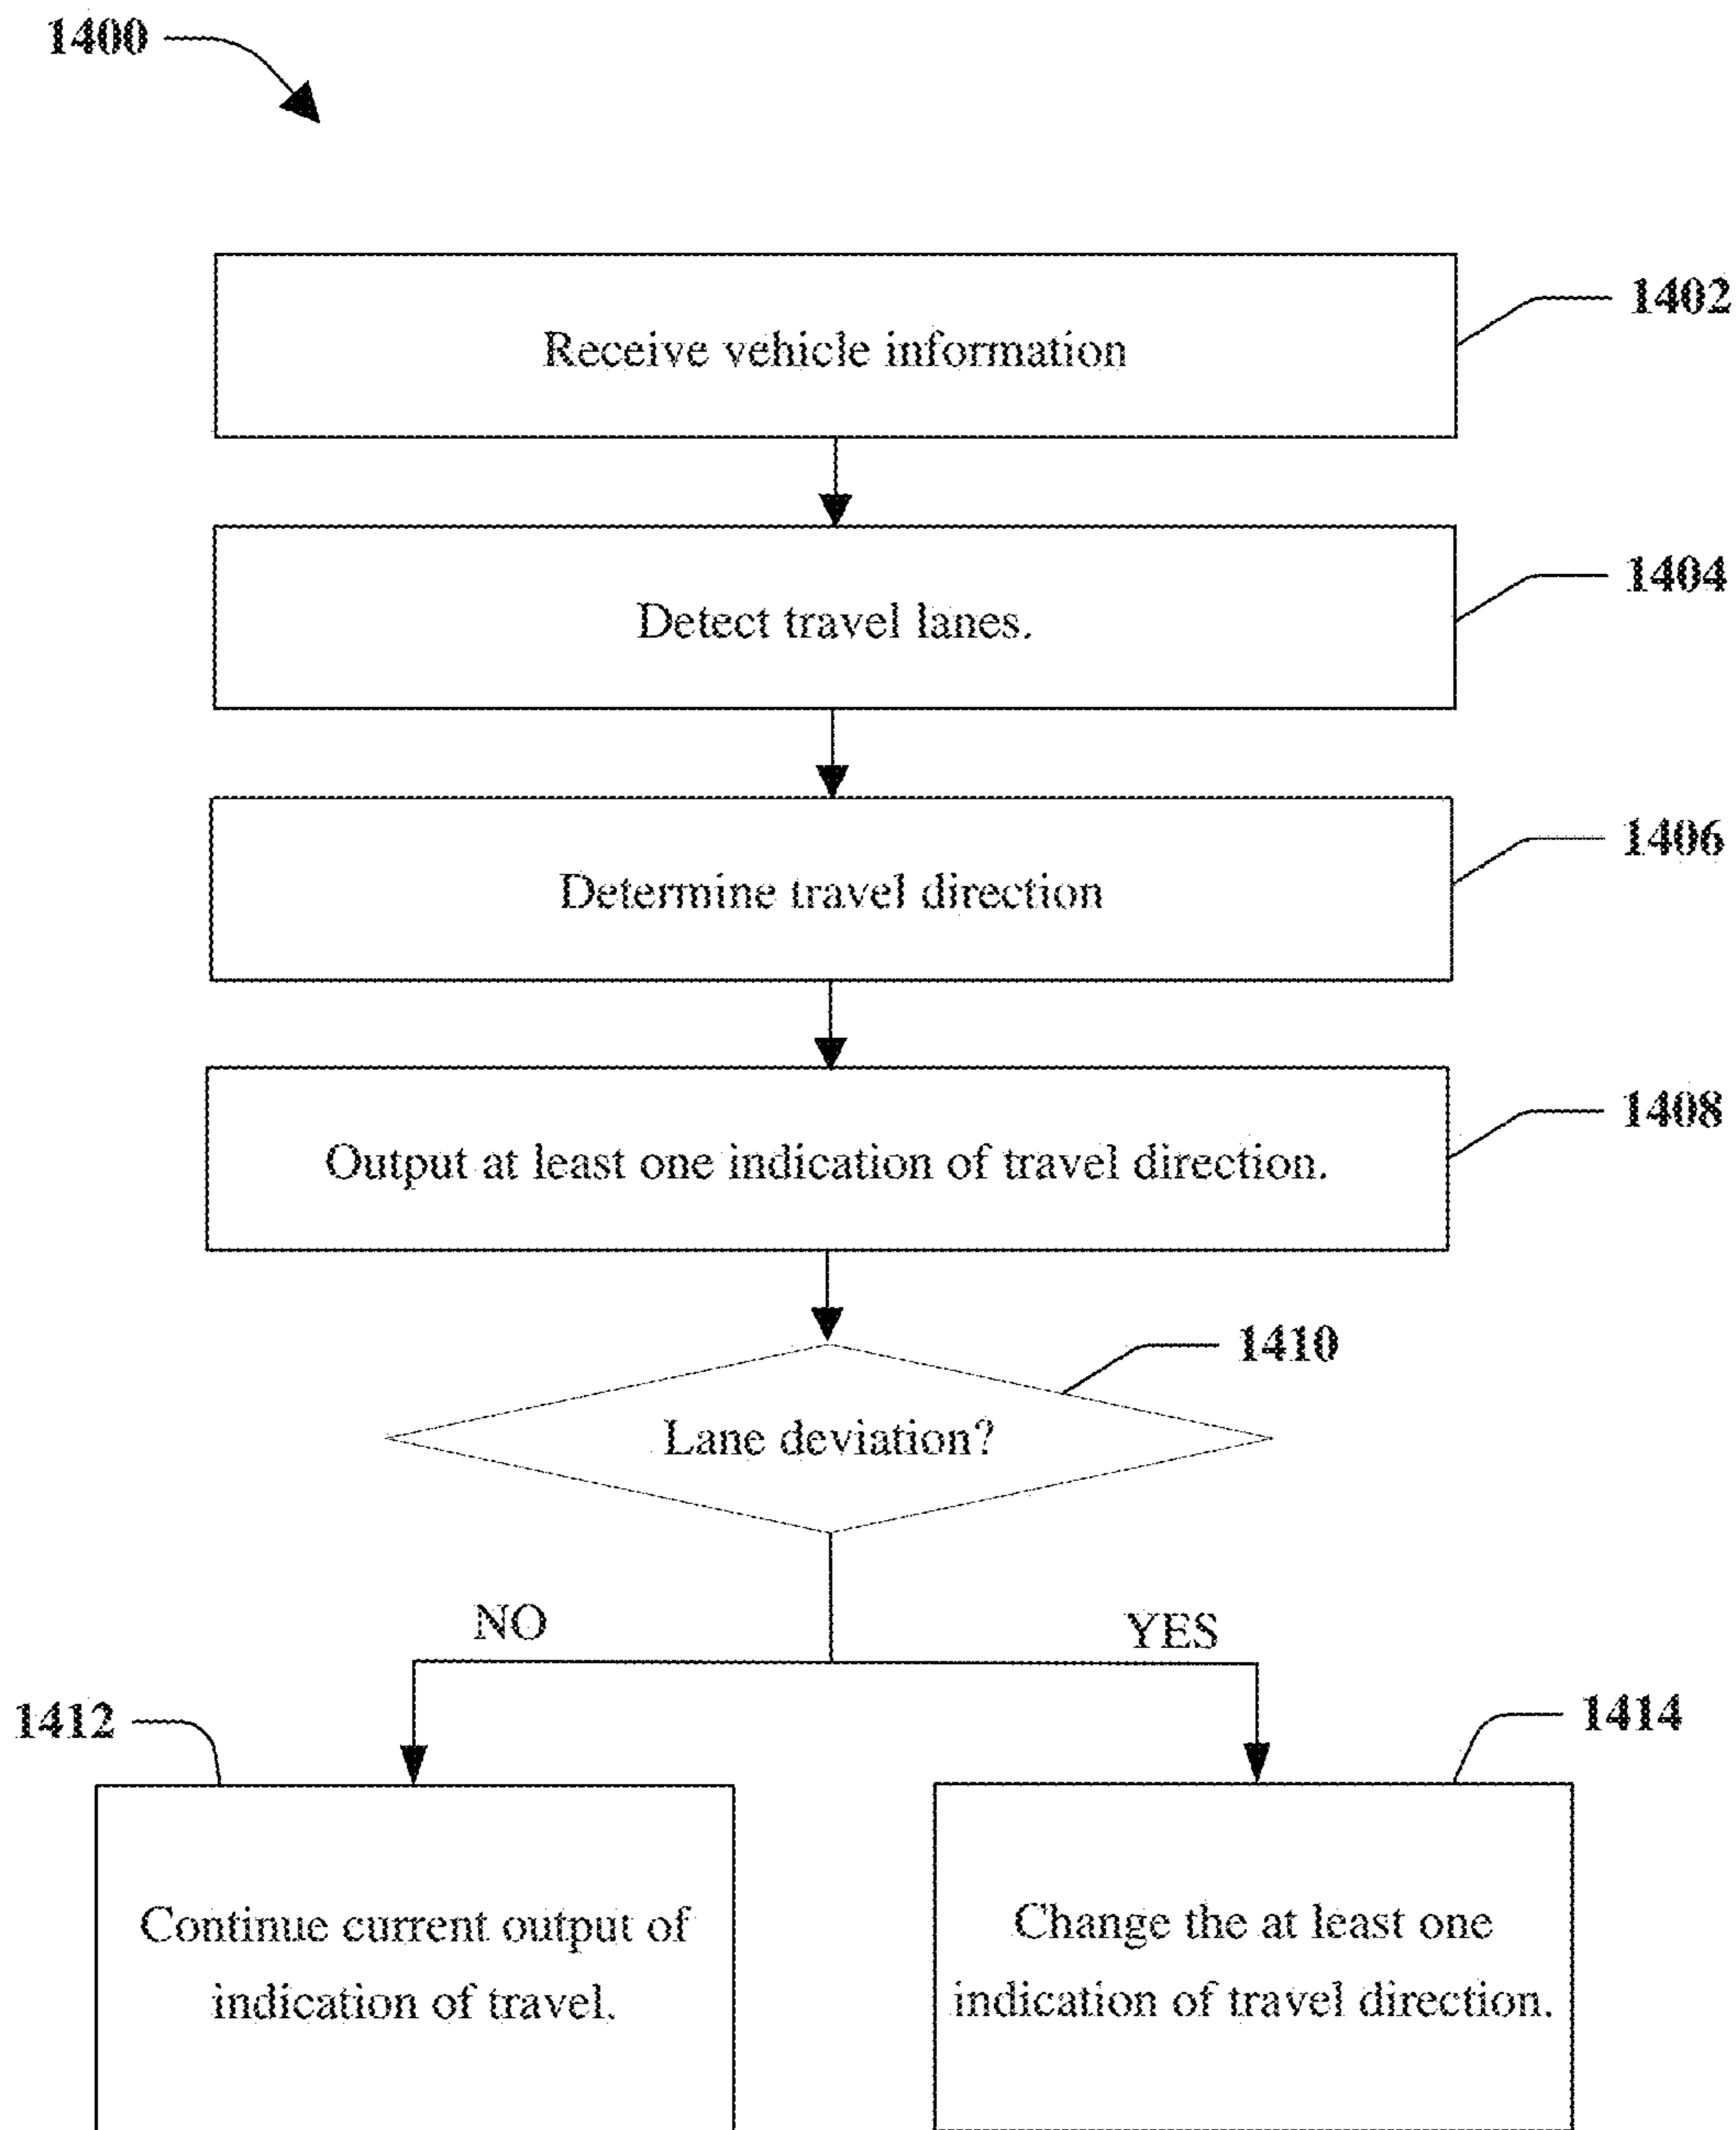 1400
Receive vehicle information
1402
Detect travel lanes.
1404
Determine travel direction
1406
Output at least one indication of travel direction.
1408
1410
Lane deviation?
NO
YES
1412
1414
Continue current output of
indication of travel.
Change the at least one
indication of travel direction.